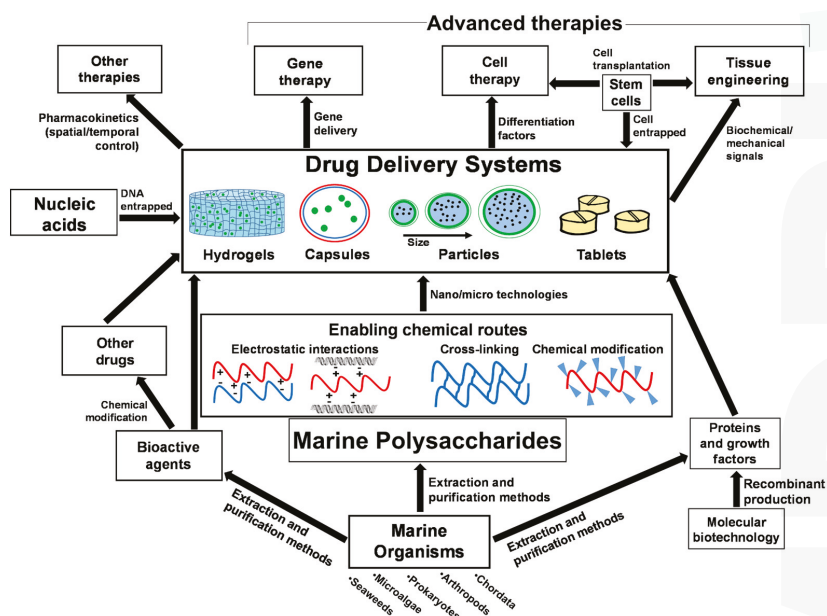 Advanced therapies
Other
therapies
Gene
therapy
Cell
therapy
Cell
transplantation
Stem
cells
Tissue
engineering
Pharmacokinetics
(spatial/temporal
control)
Gene
delivery
Differentiation
factors
Cell
entrapped
Biochemical/
mechanical
signals
Drug Delivery Systems
Nucleic
acids
DNA
entrapped
Size
Hydrogels
Capsules
Particles
Tablets
Nano/micro technologies
Enabling chemical routes
Electrostatic interactions
Cross-linking
Chemical modification
+ + +
- - -
+ +
- -
+ +
- -
Other
drugs
Chemical
modification
Bioactive
agents
Marine Polysaccharides
Proteins
and growth
factors
Extraction and
purification methods
Extraction and
purification methods
Extraction and
purification methods
Recombinant
production
Molecular
biotechnology
Marine
Organisms
•Seaweeds
•Microalgae
•Prokaryotes
•Arthropods
•Chordata